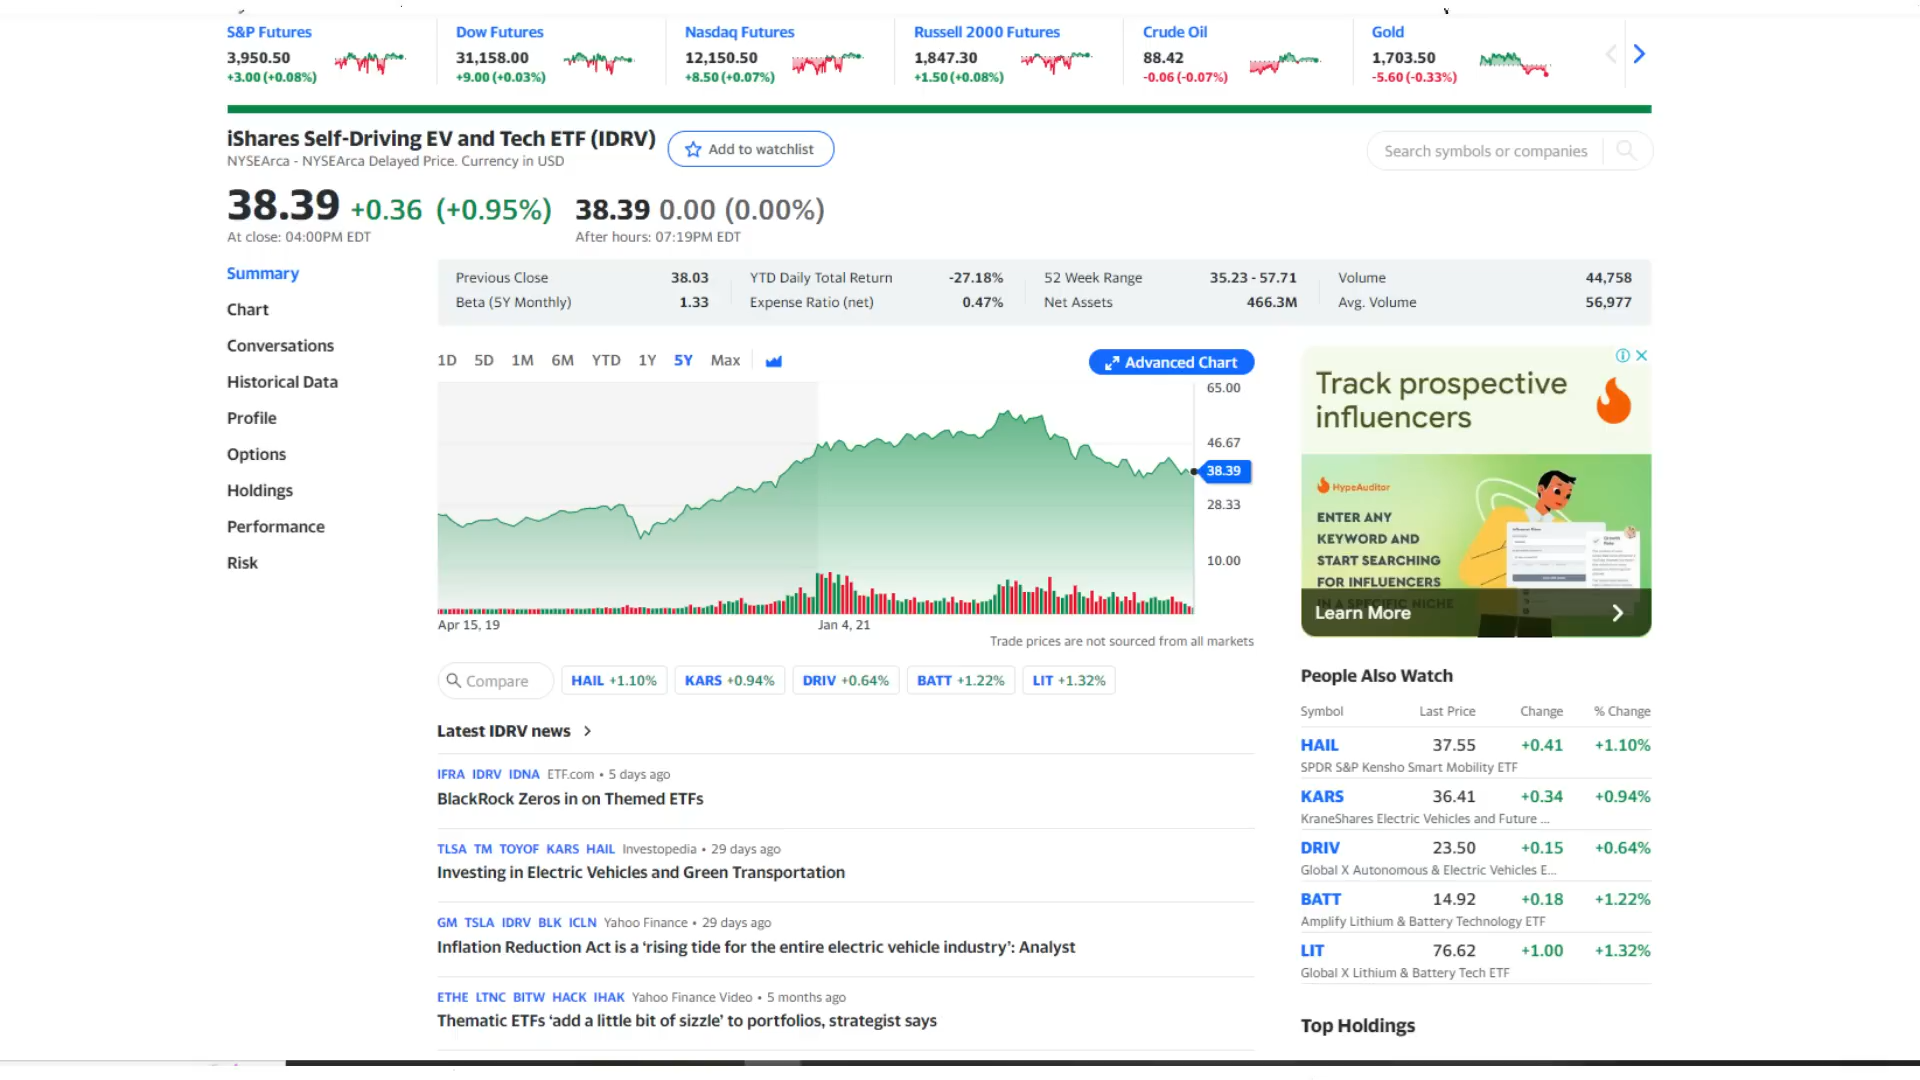 S&P Futures
3,950.50
+3.00 (+0.08%)
Dow Futures
31,158.00
+9.00 (+0.03%)
Nasdaq Futures
12,150.50
+8.50 (+0.07%)
Russell 2000 Futures
1,847.30
+1.50 (+0.08%)
Crude Oil
88.42
-0.06 (-0.07%)
Gold
1,703.50
-5.60 (-0.33%)
iShares Self-Driving EV and Tech ETF (IDRV)
NYSEArca - NYSEArca Delayed Price. Currency in USD
Add to watchlist
Search symbols or companies
38.39 +0.36 (+0.95%)
At close: 04:00PM EDT
38.39 0.00 (0.00%)
After hours: 07:19PM EDT
Summary
Chart
Conversations
Historical Data
Profile
Options
Holdings
Performance
Risk
Previous Close 38.03
Beta (5Y Monthly) 1.33
YTD Daily Total Return -27.18%
Expense Ratio (net) 0.47%
52 Week Range 35.23 - 57.71
Net Assets 466.3M
Volume 44,758
Avg. Volume 56,977
1D 5D 1M 6M YTD 1Y 5Y Max
Advanced Chart
65.00
46.67
38.39
28.33
10.00
Apr 15, 19 Jan 4, 21
Trade prices are not sourced from all markets
Compare
HAIL +1.10%
KARS +0.94%
DRIV +0.64%
BATT +1.22%
LIT +1.32%
Latest IDRV news
IFRA IDRV IDNA ETF.com • 5 days ago
BlackRock Zeros in on Themed ETFs
TLSA TM TOYOF KARS HAIL Investopedia • 29 days ago
Investing in Electric Vehicles and Green Transportation
GM TSLA IDRV BLK ICLN Yahoo Finance • 29 days ago
Inflation Reduction Act is a ‘rising tide for the entire electric vehicle industry’: Analyst
ETHE LTNC BITW HACK IHAK Yahoo Finance Video • 5 months ago
Thematic ETFs ‘add a little bit of sizzle’ to portfolios, strategist says
Track prospective
influencers
HypeAuditor
ENTER ANY
KEYWORD AND
START SEARCHING
FOR INFLUENCERS
IN A SPECIFIC NICHE
Learn More
People Also Watch
Symbol Last Price Change % Change
HAIL 37.55 +0.41 +1.10%
SPDR S&P Kensho Smart Mobility ETF
KARS 36.41 +0.34 +0.94%
KraneShares Electric Vehicles and Future ...
DRIV 23.50 +0.15 +0.64%
Global X Autonomous & Electric Vehicles E...
BATT 14.92 +0.18 +1.22%
Amplify Lithium & Battery Technology ETF
LIT 76.62 +1.00 +1.32%
Global X Lithium & Battery Tech ETF
Top Holdings